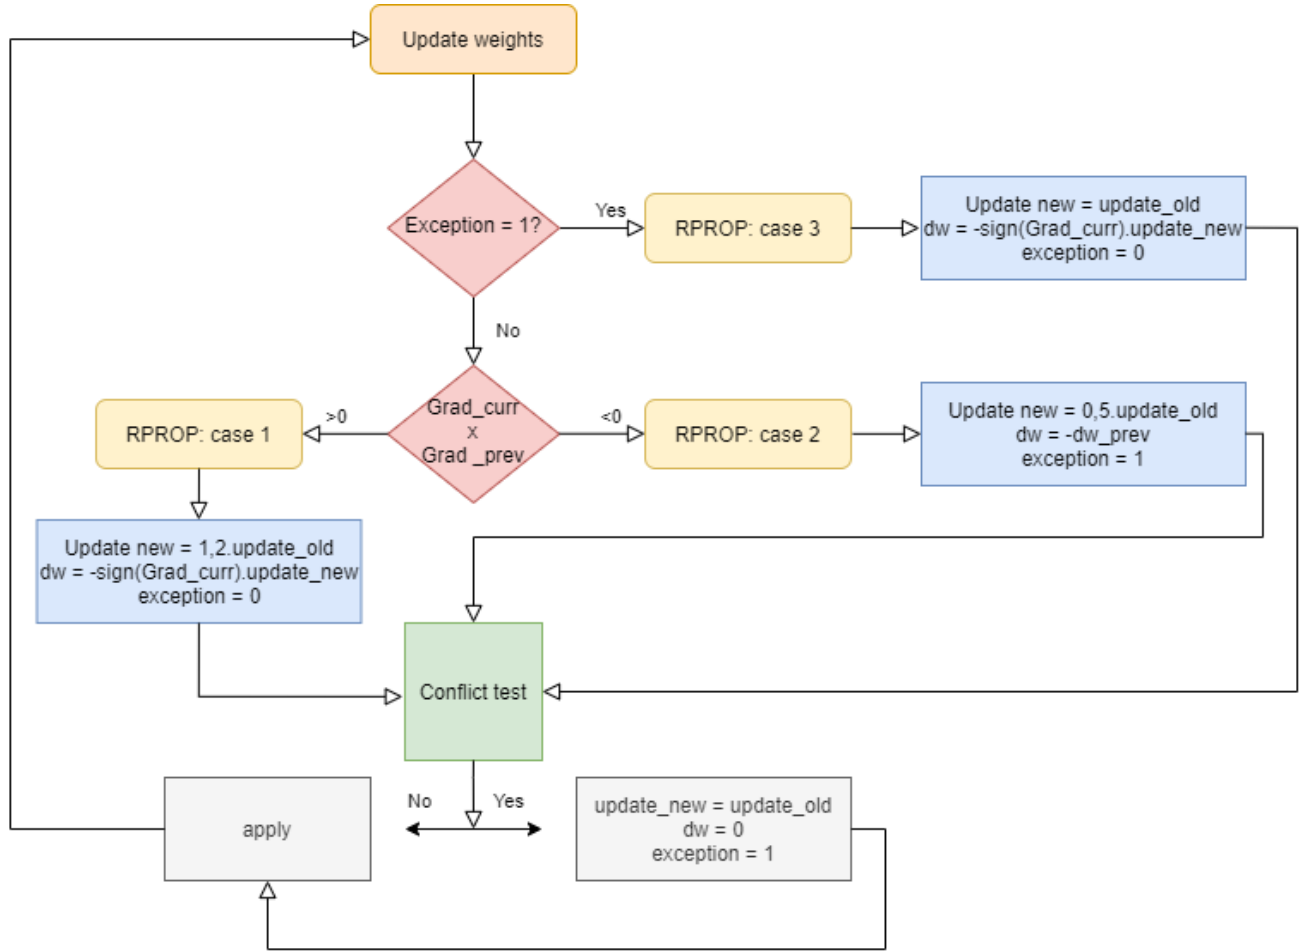 Update weights
Exception = 1?
Yes
RPROP: case 3
Update new = update_old
dw = -sign(Grad_curr).update_new
exception = 0
No
Grad_curr
x
Grad _prev
>0
<0
RPROP: case 1
RPROP: case 2
Update new = 0,5.update_old
dw = -dw_prev
exception = 1
Update new = 1,2.update_old
dw = -sign(Grad_curr).update_new
exception = 0
Conflict test
No
Yes
apply
update_new = update_old
dw = 0
exception = 1